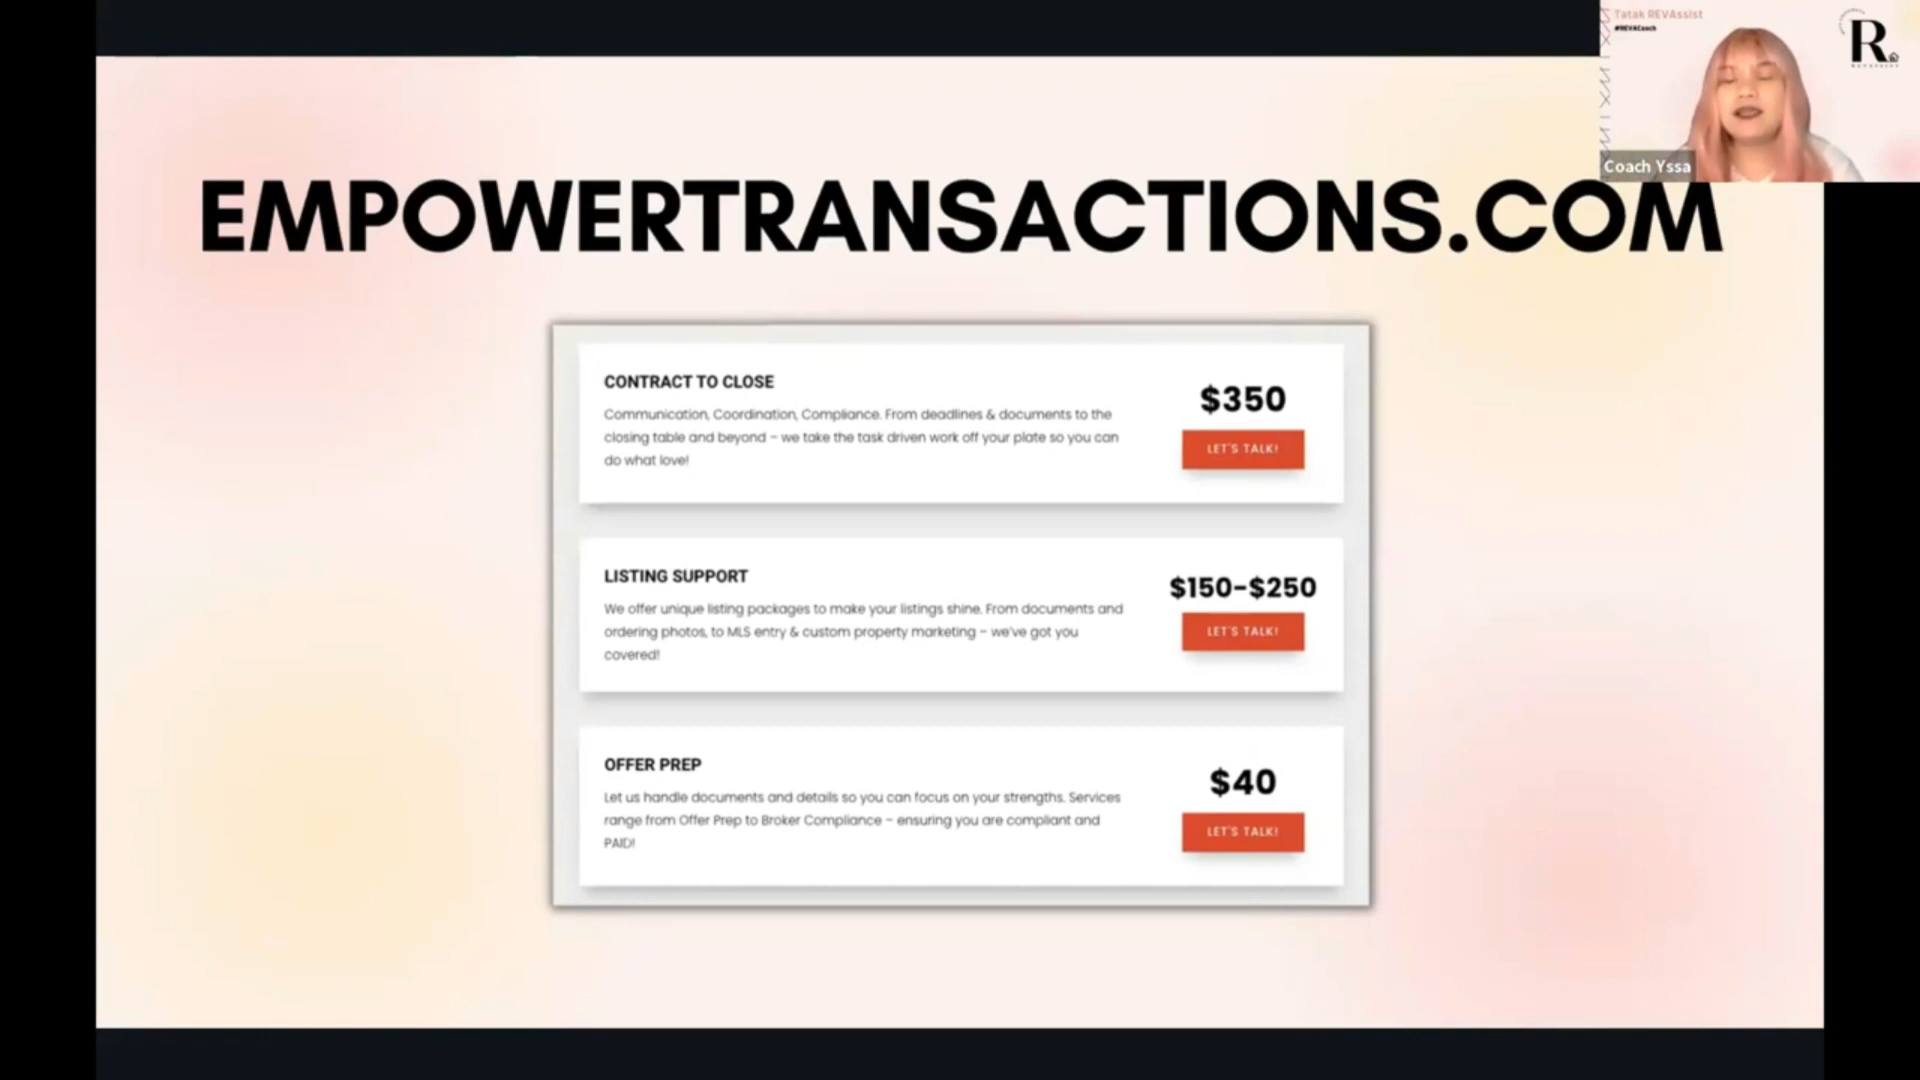 Tatak REVAssist
#REVACoach
R.
REVASSIST
Coach Yssa
EMPOWERTRANSACTIONS.COM
CONTRACT TO CLOSE
Communication, Coordination, Compliance. From deadlines & documents to the
closing table and beyond – we take the task driven work off your plate so you can
do what love!
$350
LET'S TALK!
LISTING SUPPORT
We offer unique listing packages to make your listings shine. From documents and
ordering photos, to MLS entry & custom property marketing – we've got you
covered!
$150-$250
LET'S TALK!
OFFER PREP
Let us handle documents and details so you can focus on your strengths. Services
range from Offer Prep to Broker Compliance – ensuring you are compliant and
PAID!
$40
LET'S TALK!